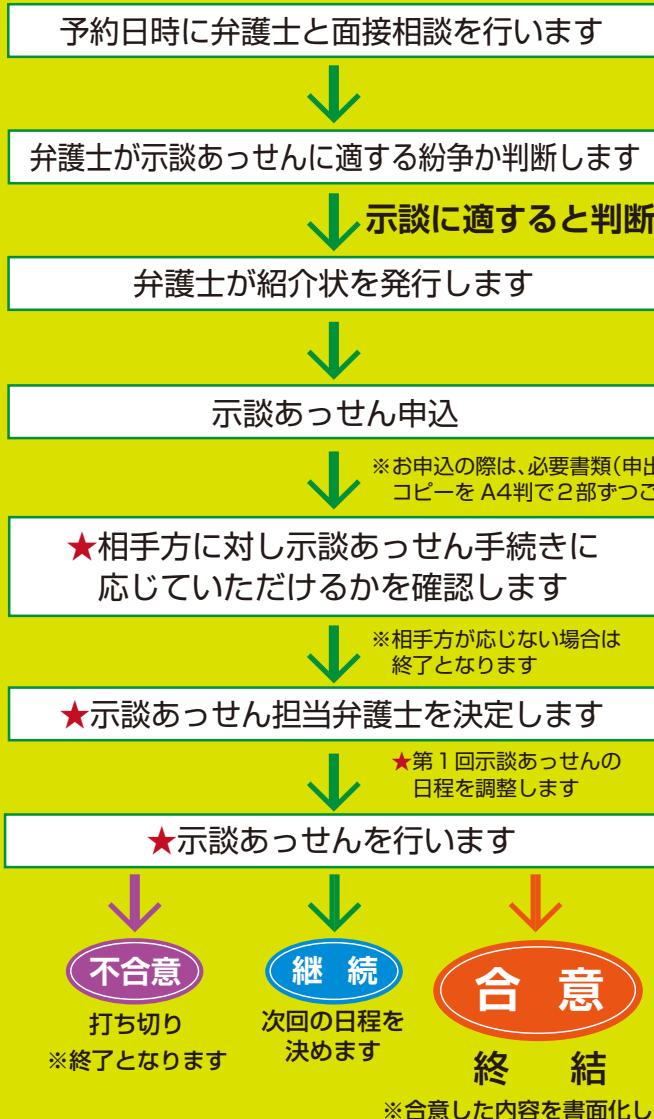 予約日時に弁護士と面接相談を行います
弁護士が示談あっせんに適する紛争か判断します
示談に適すると判断
弁護士が紹介状を発行します
示談あっせん申込
※お申込の際は、必要書類(申出
コピーを A4判で2部ずつご
★相手方に対し示談あっせん手続きに
応じていただけるかを確認します
※相手方が応じない場合は
終了となります
★示談あっせん担当弁護士を決定します
★第1回示談あっせんの
日程を調整します
★示談あっせんを行います
不合意
打ち切り
※終了となります
継 続
次回の日程を
決めます
合 意
終 結
※合意した内容を書面化し